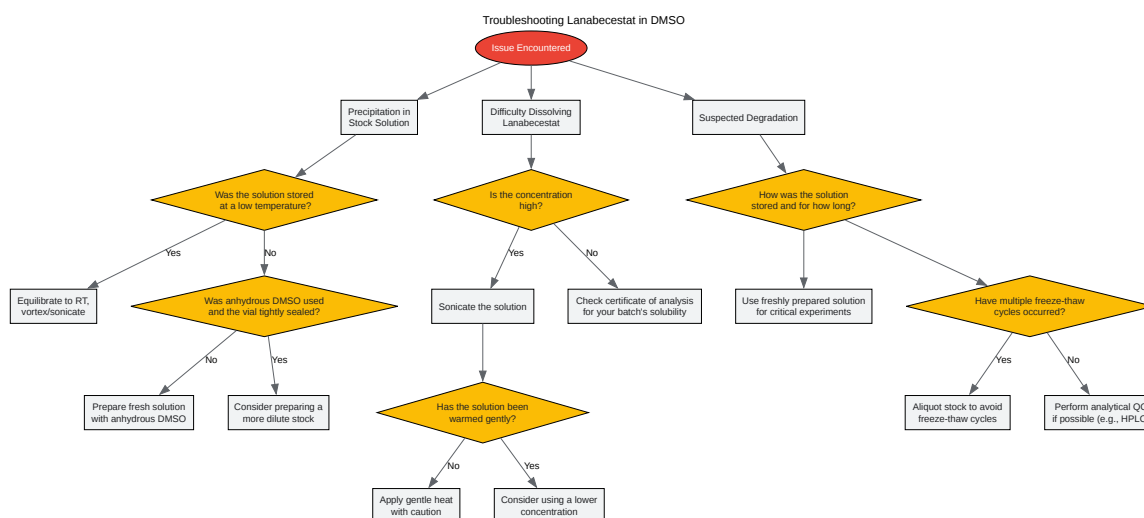 Troubleshooting Lanabecestat in DMSO
Issue Encountered
Precipitation in
Stock Solution
Difficulty Dissolving
Lanabecestat
Suspected Degradation
Was the solution stored
at a low temperature?
Is the concentration
high?
How was the solution
stored and for how long?
Yes
No
Yes
No
Equilibrate to RT,
vortex/sonicate
Was anhydrous DMSO used
and the vial tightly sealed?
Sonicate the solution
Check certificate of analysis
for your batch's solubility
Use freshly prepared solution
for critical experiments
Have multiple freeze-thaw
cycles occurred?
No
Yes
Yes
No
Prepare fresh solution
with anhydrous DMSO
Consider preparing a
more dilute stock
Has the solution been
warmed gently?
Aliquot stock to avoid
freeze-thaw cycles
Perform analytical QC
if possible (e.g., HPLC
No
Yes
Apply gentle heat
with caution
Consider using a lower
concentration